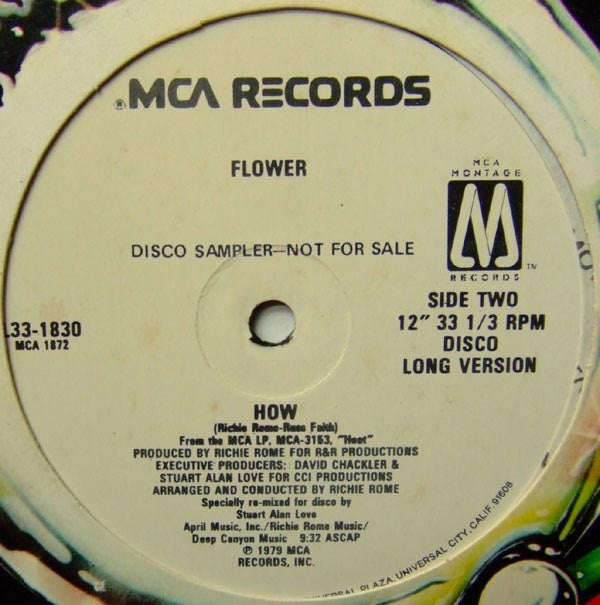 ®MCA RECORDS
FLOWER
MCA
MONTAGE
RECORDS™
DISCO SAMPLER—NOT FOR SALE
SIDE TWO
12" 33 1/3 RPM
DISCO
LONG VERSION
L33-1830
MCA 1872
HOW
(Richie Rome-Russ Faith)
From the MCA LP, MCA-3153, "Heat"
PRODUCED BY RICHIE ROME FOR R&R PRODUCTIONS
EXECUTIVE PRODUCERS: DAVID CHACKLER &
STUART ALAN LOVE FOR CCI PRODUCTIONS
ARRANGED AND CONDUCTED BY RICHIE ROME
Specially re-mixed for disco by
Stuart Alan Love
April Music, Inc./Richie Rome Music/
Deep Canyon Music 9:32 ASCAP
℗ 1979 MCA
RECORDS, INC.
PLAZA, UNIVERSAL CITY, CALIF. 91608